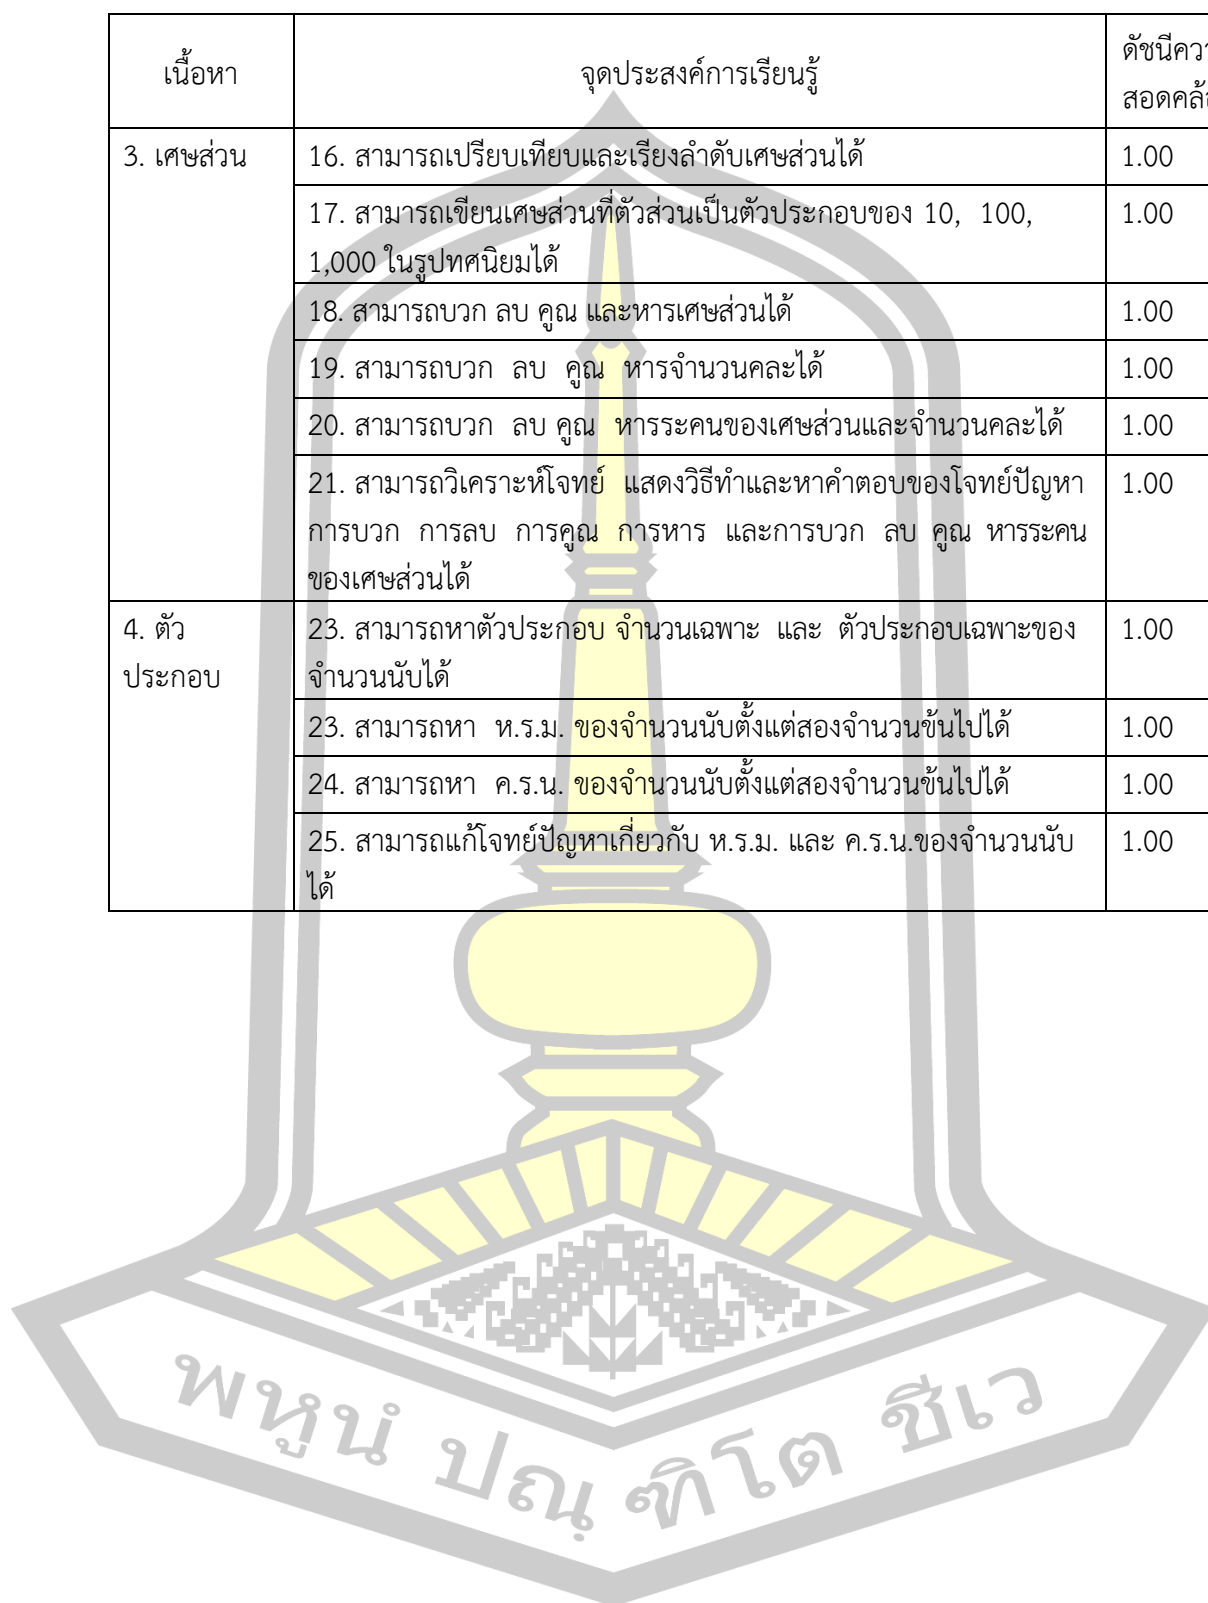 เนื้อหา
จุดประสงค์การเรียนรู้
ดัชนีควา
สอดคล้
3. เศษส่วน
16. สามารถเปรียบเทียบและเรียงลำดับเศษส่วนได้
1.00
17. สามารถเขียนเศษส่วนที่ตัวส่วนเป็นตัวประกอบของ 10, 100,
1,000 ในรูปทศนิยมได้
1.00
18. สามารถบวก ลบ คูณ และหารเศษส่วนได้
1.00
19. สามารถบวก ลบ คูณ หารจำนวนคละได้
1.00
20. สามารถบวก ลบ คูณ หารระคนของเศษส่วนและจำนวนคละได้
1.00
21. สามารถวิเคราะห์โจทย์ แสดงวิธีทำและหาคำตอบของโจทย์ปัญหา
การบวก การลบ การคูณ การหาร และการบวก ลบ คูณ หารระคน
ของเศษส่วนได้
1.00
4. ตัว
ประกอบ
23. สามารถหาตัวประกอบ จำนวนเฉพาะ และ ตัวประกอบเฉพาะของ
จำนวนนับได้
1.00
23. สามารถหา ห.ร.ม. ของจำนวนนับตั้งแต่สองจำนวนขึ้นไปได้
1.00
24. สามารถหา ค.ร.น. ของจำนวนนับตั้งแต่สองจำนวนขึ้นไปได้
1.00
25. สามารถแก้โจทย์ปัญหาเกี่ยวกับ ห.ร.ม. และ ค.ร.น.ของจำนวนนับ
ได้
1.00
พหูนํ ปณฺฑิโต ชีเว